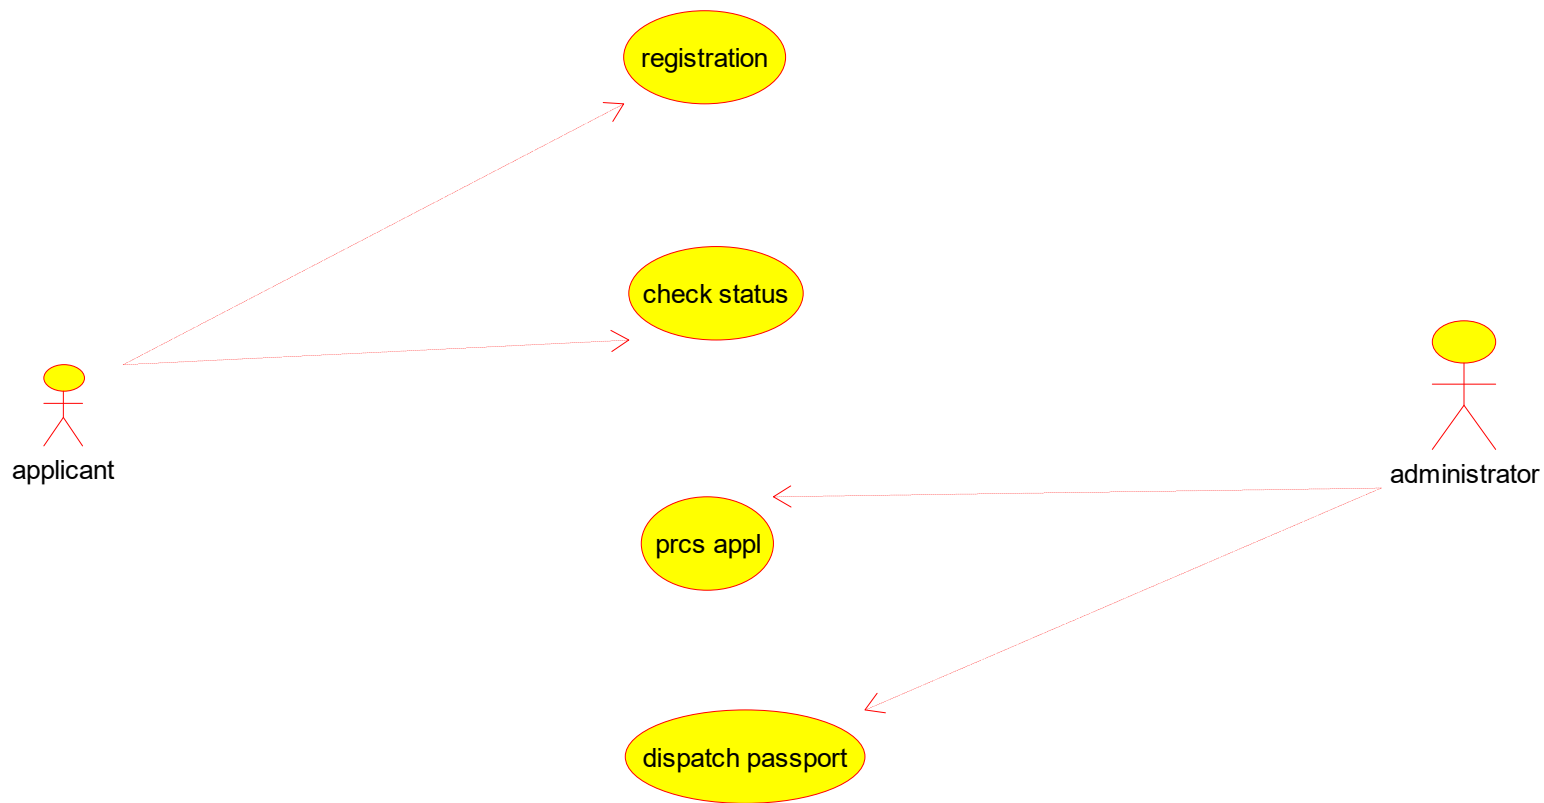 registration
check status
applicant
administrator
prcs appl
dispatch passport